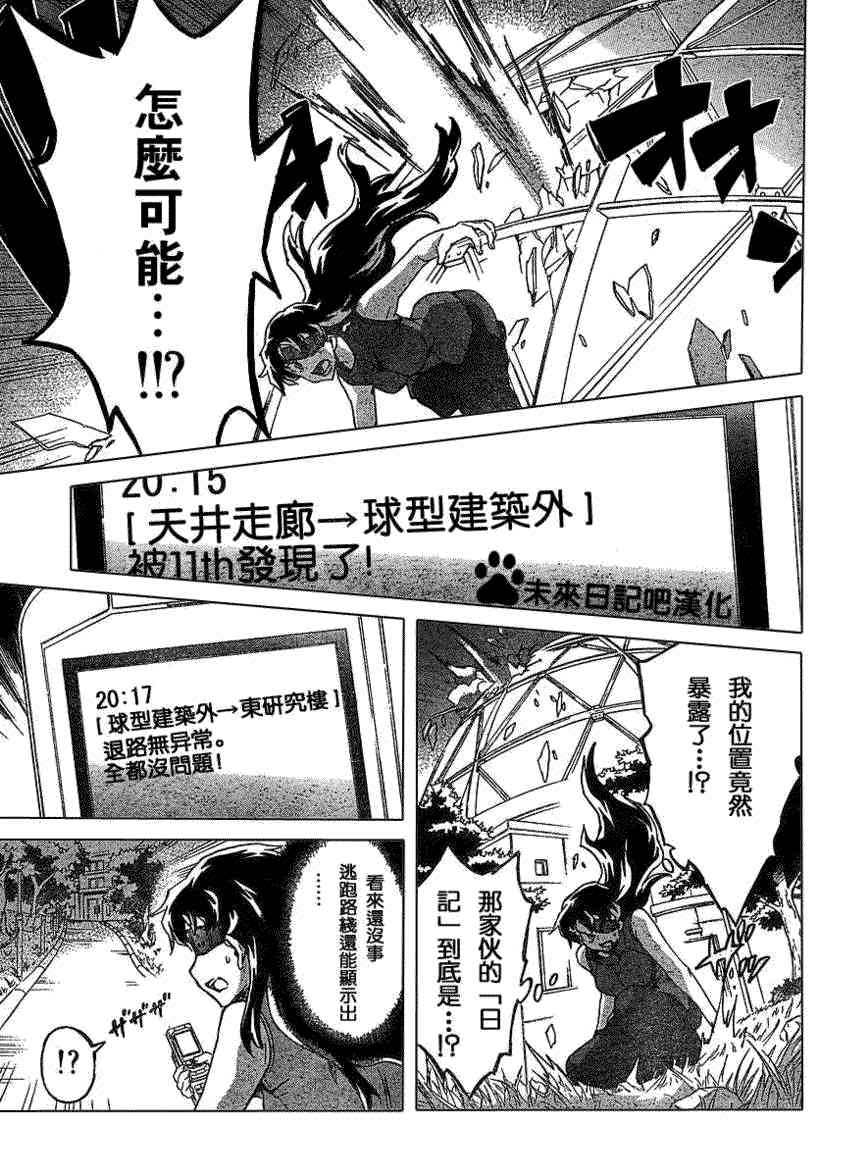 オオ
オ
怎麼可能…!!?
20:15
[天井走廊→球型建築外]
被11th發現了!
未來日記吧漢化
我的位置竟然
暴露了…!?
那家伙的「日
記」到底是…!?
20:17
[球型建築外→東研究樓]
退路無异常。
全都沒問題!
看來還沒事
逃跑路綫還能顯示出
………
ザザザ
!?